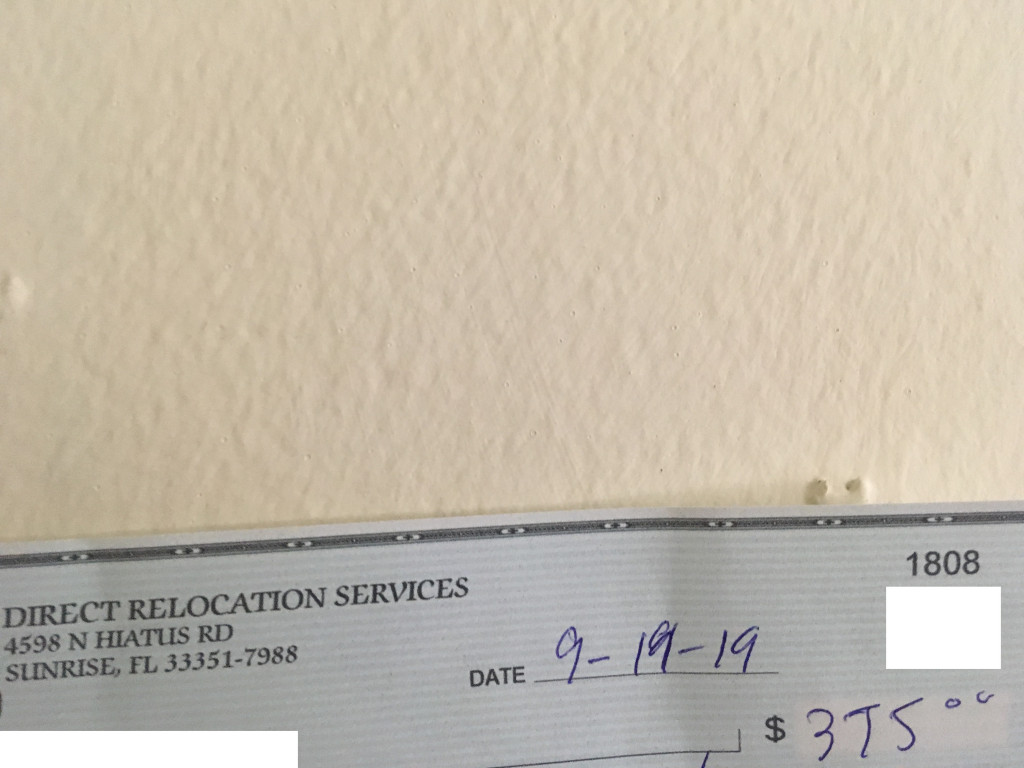 1808
DIRECT RELOCATION SERVICES
4598 N HIATUS RD
SUNRISE, FL 33351-7988
DATE 9-19-19
$ 375 00